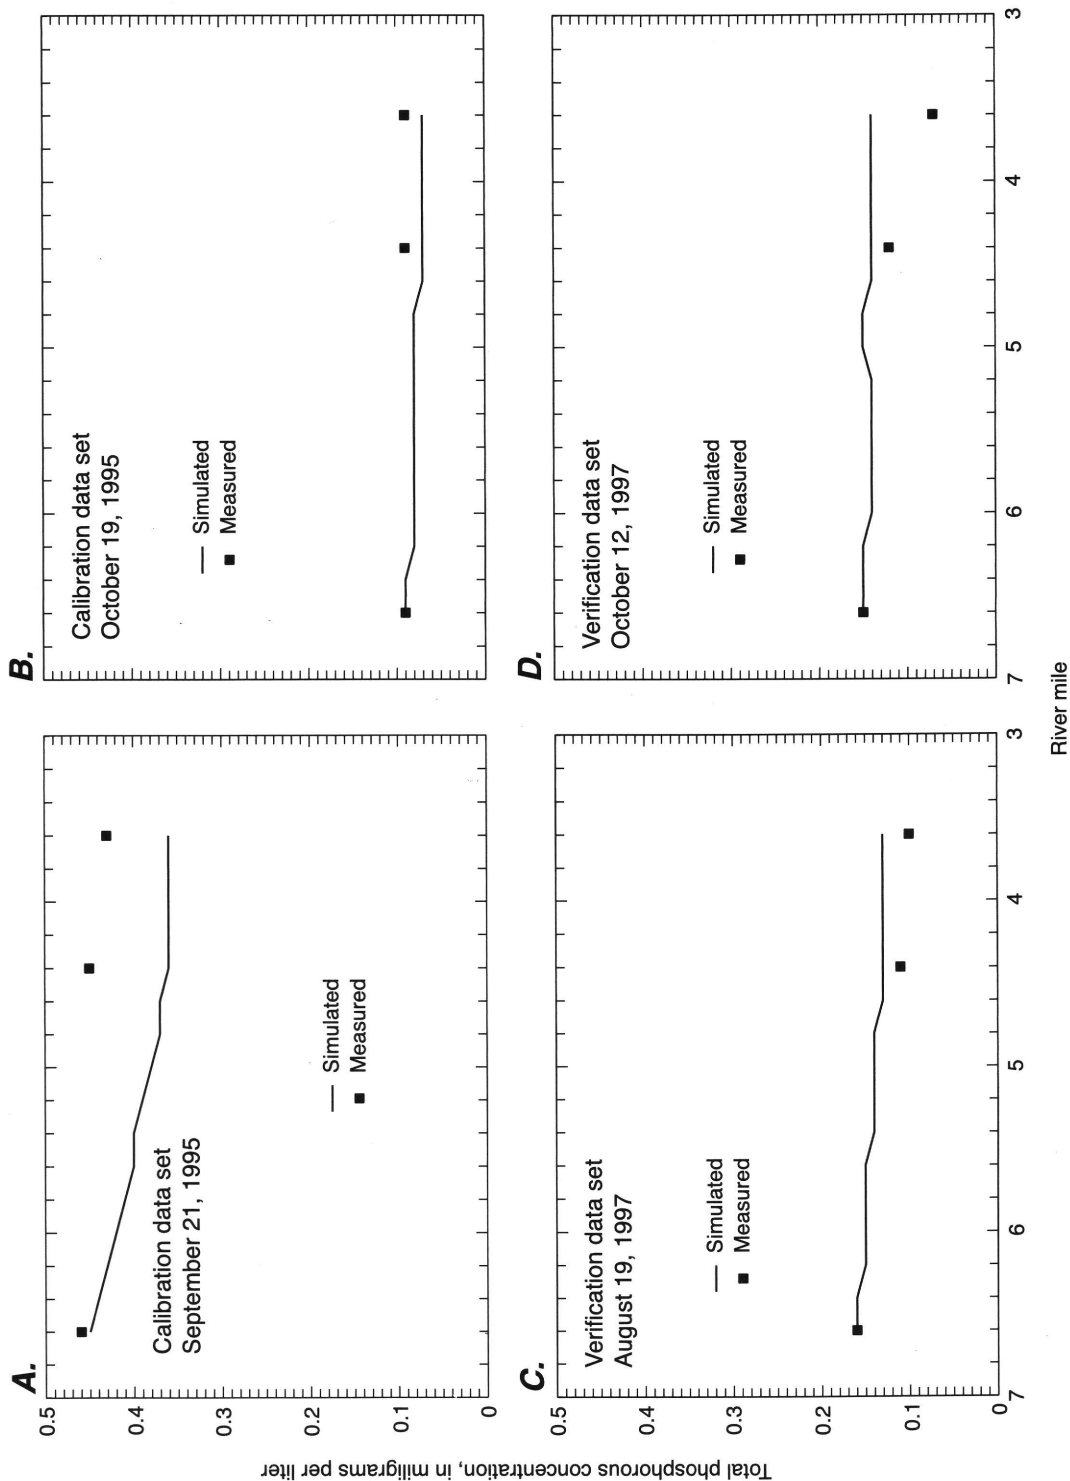 A.
Calibration data set
September 21, 1995
Simulated
Measured
0.5
0.4
0.3
0.2
0.1
0
B.
Calibration data set
October 19, 1995
Simulated
Measured
C.
Verification data set
August 19, 1997
Simulated
Measured
0.5
0.4
0.3
0.2
0.1
0
7
6
5
4
3
D.
Verification data set
October 12, 1997
Simulated
Measured
7
6
5
4
3
River mile
Total phosphorous concentration, in milligrams per liter